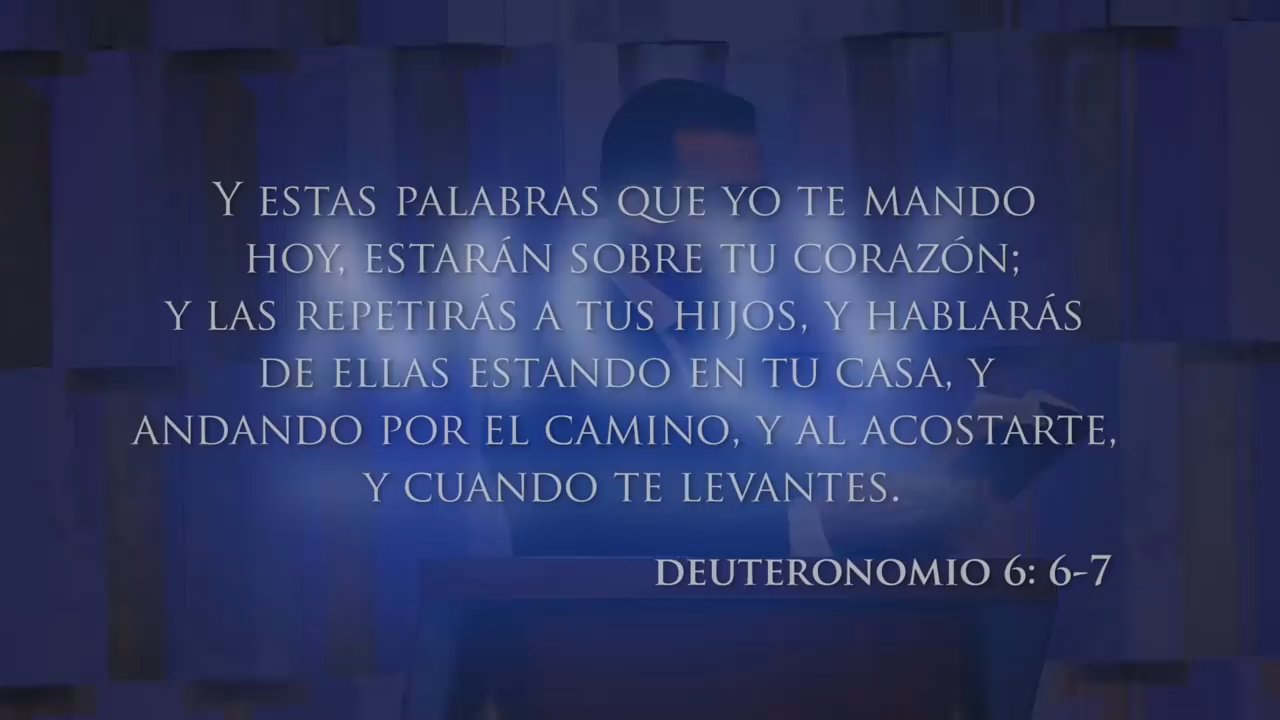 Y ESTAS PALABRAS QUE YO TE MANDO
HOY, ESTARÁN SOBRE TU CORAZÓN;
Y LAS REPETIRÁS A TUS HIJOS, Y HABLARÁS
DE ELLAS ESTANDO EN TU CASA, Y
ANDANDO POR EL CAMINO, Y AL ACOSTARTE,
Y CUANDO TE LEVANTES.
DEUTERONOMIO 6: 6-7